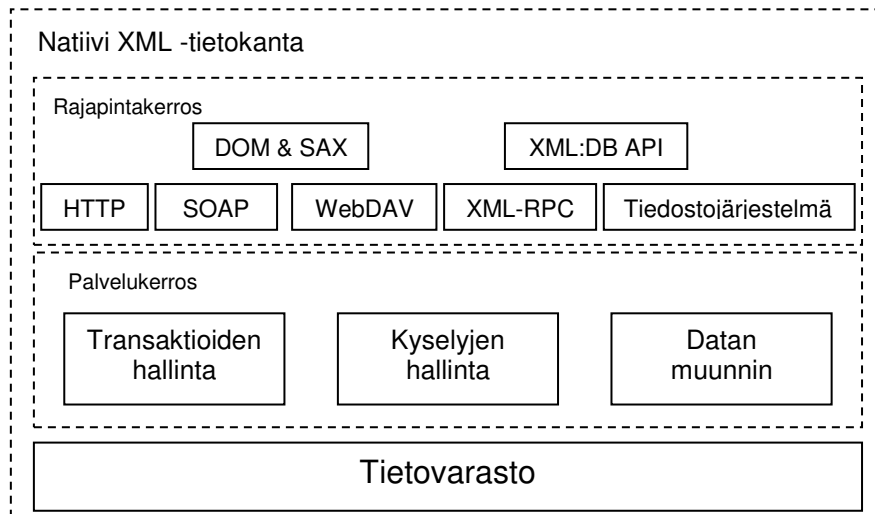 Natiivi XML -tietokanta
Rajapintakerros
DOM & SAX
XML:DB API
HTTP
SOAP
WebDAV
XML-RPC
Tiedostojärjestelmä
Palvelukerros
Transaktioiden
hallinta
Kyselyjen
hallinta
Datan
muunnin
Tietovarasto